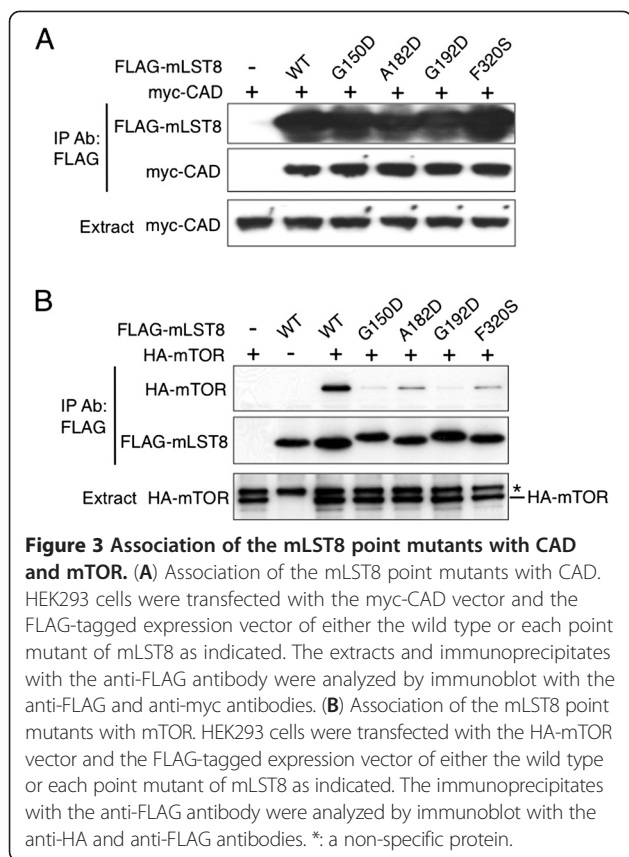 A
FLAG-mLST8 - WT G150D A182D G192D F320S
myc-CAD + + + + + +
IP Ab: FLAG
FLAG-mLST8
myc-CAD
Extract myc-CAD
B
FLAG-mLST8 - WT WT G150D A182D G192D F320S
HA-mTOR + - + + + + +
IP Ab: FLAG
HA-mTOR
FLAG-mLST8
Extract HA-mTOR * HA-mTOR
Figure 3 Association of the mLST8 point mutants with CAD
and mTOR. (A) Association of the mLST8 point mutants with CAD.
HEK293 cells were transfected with the myc-CAD vector and the
FLAG-tagged expression vector of either the wild type or each point
mutant of mLST8 as indicated. The extracts and immunoprecipitates
with the anti-FLAG antibody were analyzed by immunoblot with the
anti-FLAG and anti-myc antibodies. (B) Association of the mLST8 point
mutants with mTOR. HEK293 cells were transfected with the HA-mTOR
vector and the FLAG-tagged expression vector of either the wild type
or each point mutant of mLST8 as indicated. The immunoprecipitates
with the anti-FLAG antibody were analyzed by immunoblot with the
anti-HA and anti-FLAG antibodies. *: a non-specific protein.